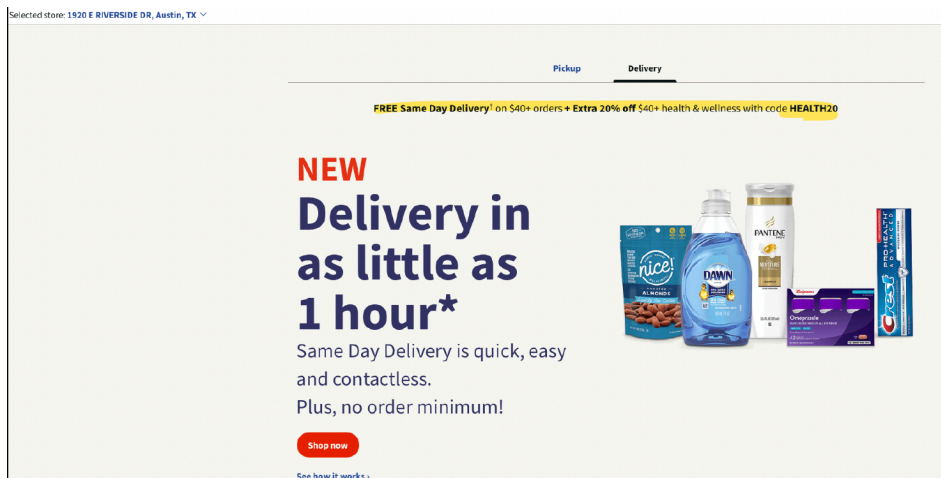 Selected store: 1920 E RIVERSIDE DR, Austin, TX
Pickup
Delivery
FREE Same Day Delivery† on $40+ orders + Extra 20% off $40+ health & wellness with code HEALTH20
NEW
Delivery in
as little as
1 hour*
Same Day Delivery is quick, easy
and contactless.
Plus, no order minimum!
Shop now
See how it works ›
nice!
ALMONDS
DAWN
PANTENE
Walgreens
Omeprazole
Crest
PRO-HEALTH
ADVANCED